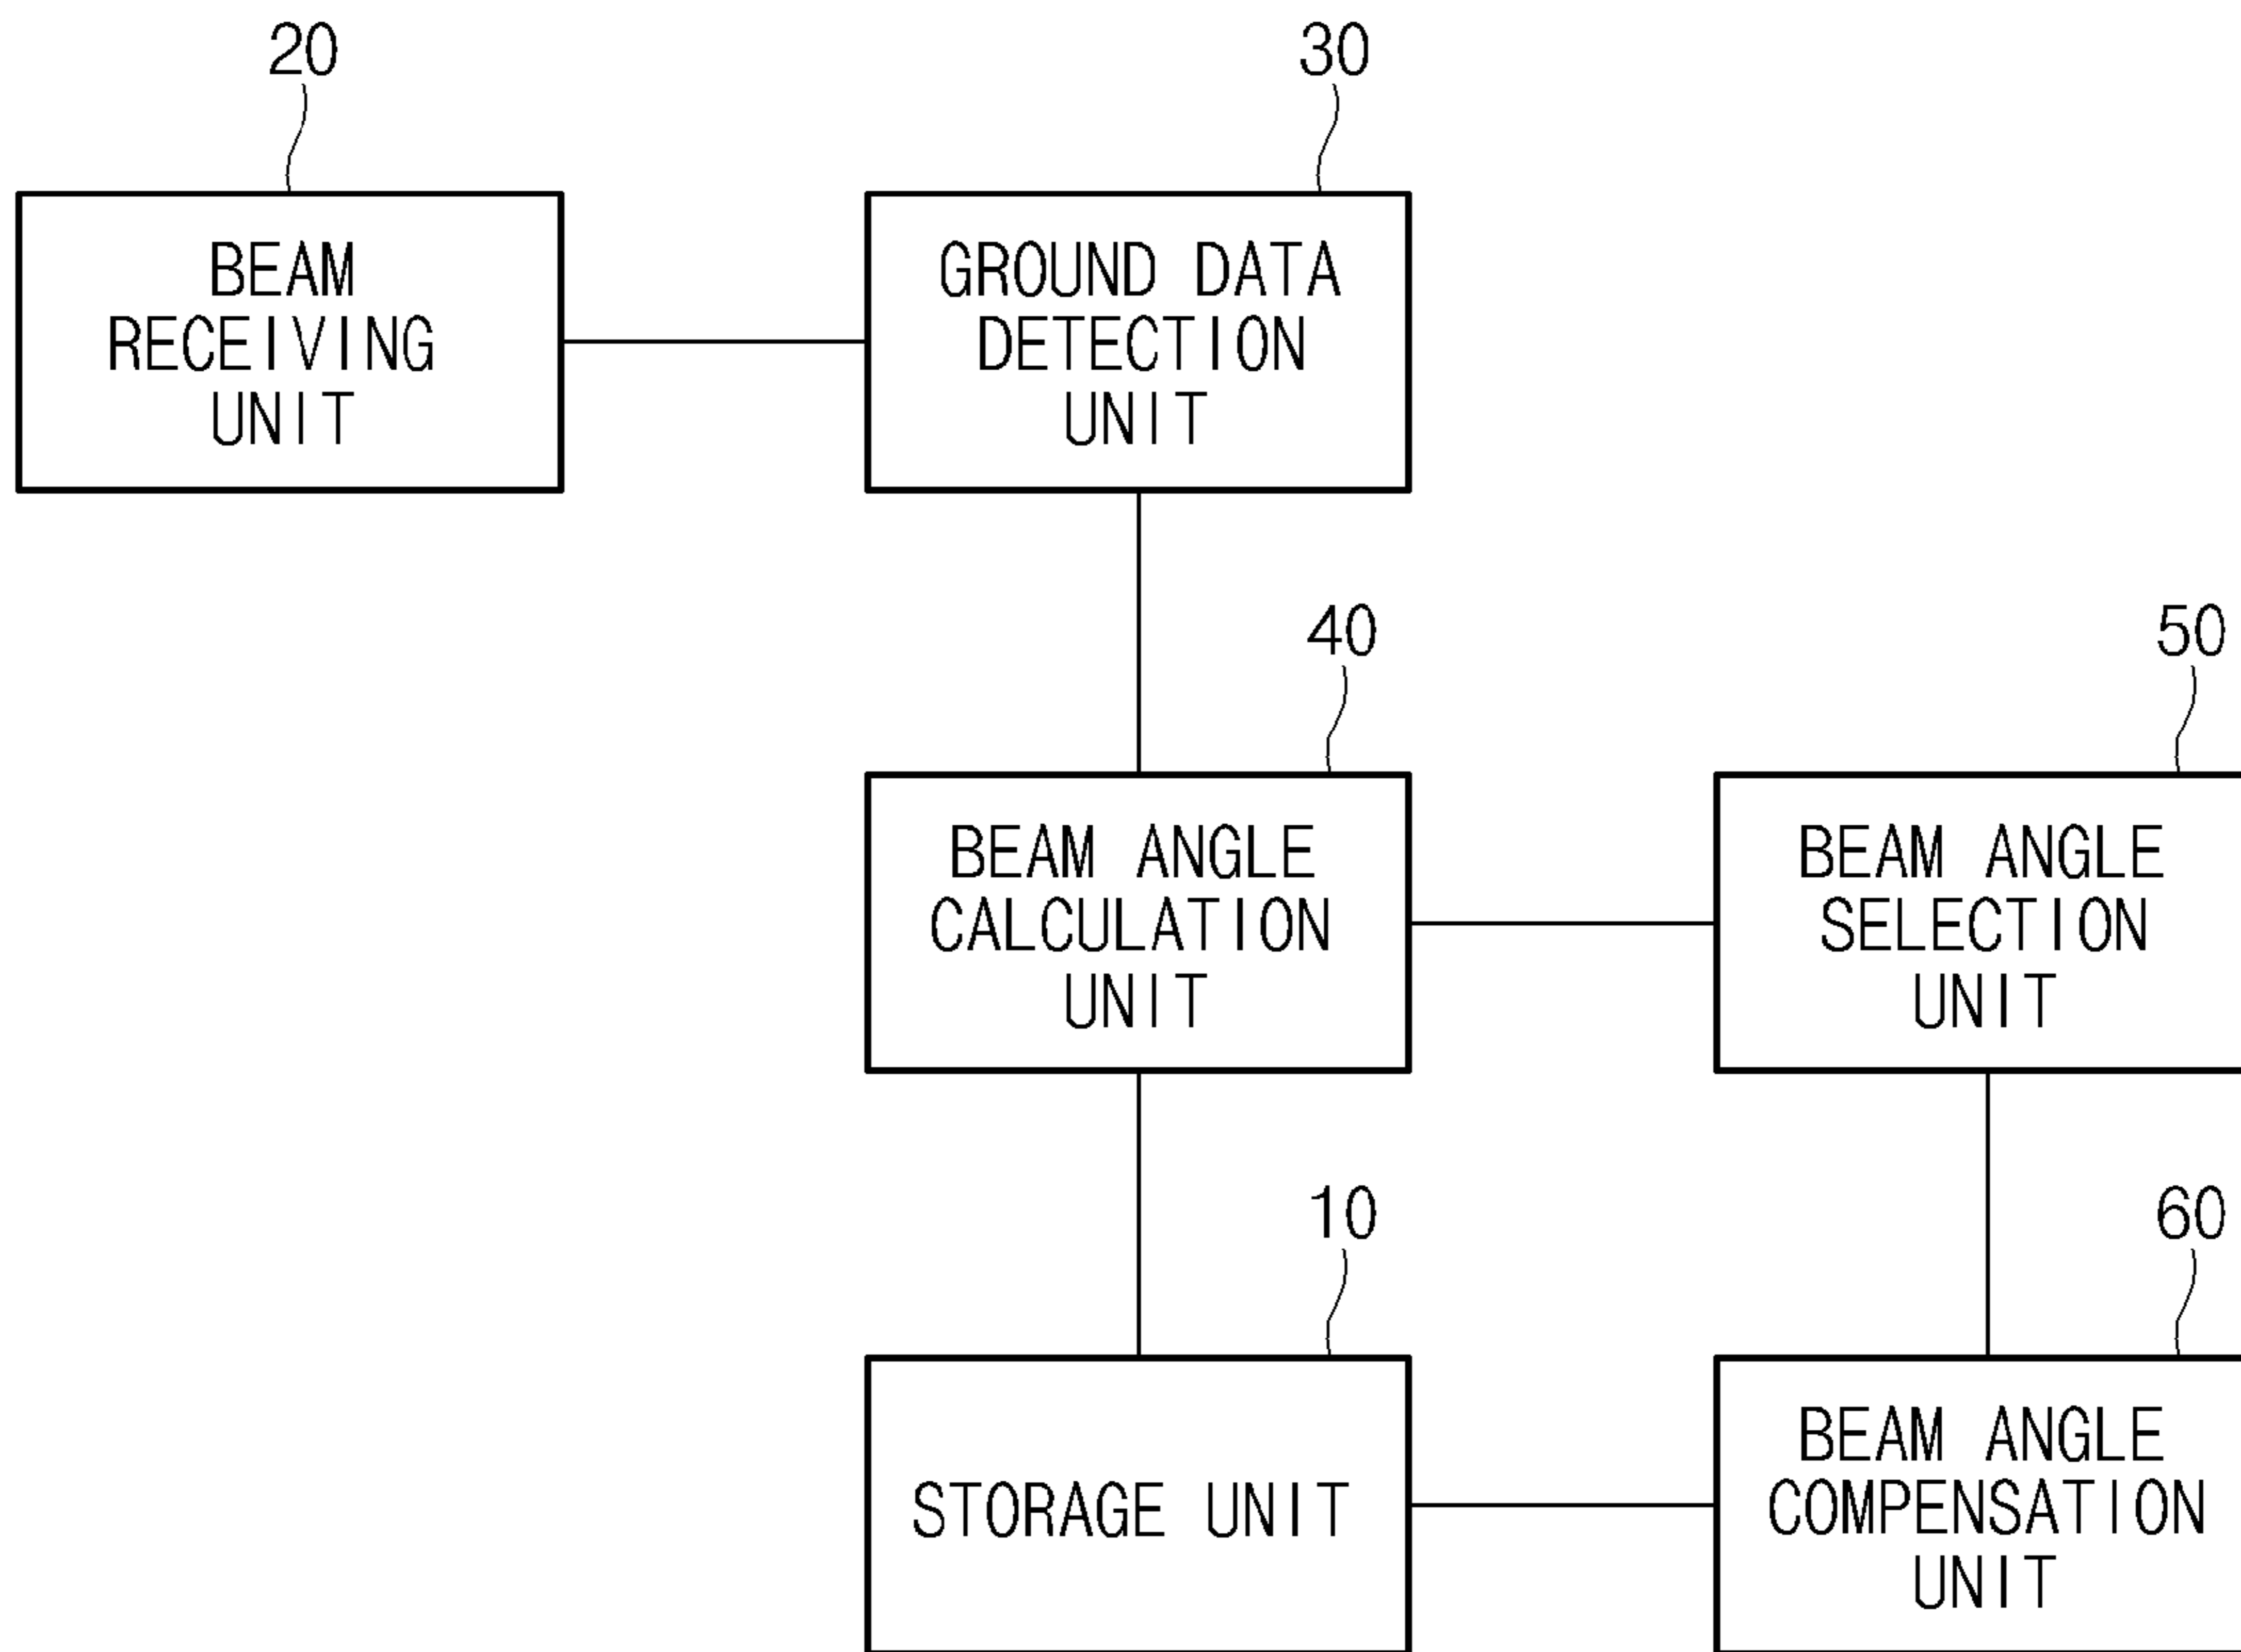 20
30
BEAM
RECEIVING
UNIT
GROUND DATA
DETECTION
UNIT
40
50
BEAM ANGLE
CALCULATION
UNIT
BEAM ANGLE
SELECTION
UNIT
10
60
STORAGE UNIT
BEAM ANGLE
COMPENSATION
UNIT